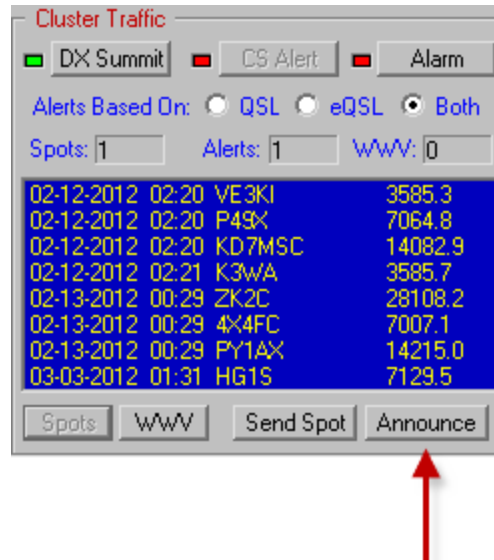 Cluster Traffic
DX Summit CS Alert Alarm
Alerts Based On: QSL eQSL Both
Spots: 1 Alerts: 1 WWV: 0
02-12-2012 02:20 VE3KI 3585.3
02-12-2012 02:20 P49X 7064.8
02-12-2012 02:20 KD7MSC 14082.9
02-12-2012 02:21 K3WA 3585.7
02-13-2012 00:29 ZK2C 28108.2
02-13-2012 00:29 4X4FC 7007.1
02-13-2012 00:29 PY1AX 14215.0
03-03-2012 01:31 HG1S 7129.5
Spots WWV Send Spot Announce